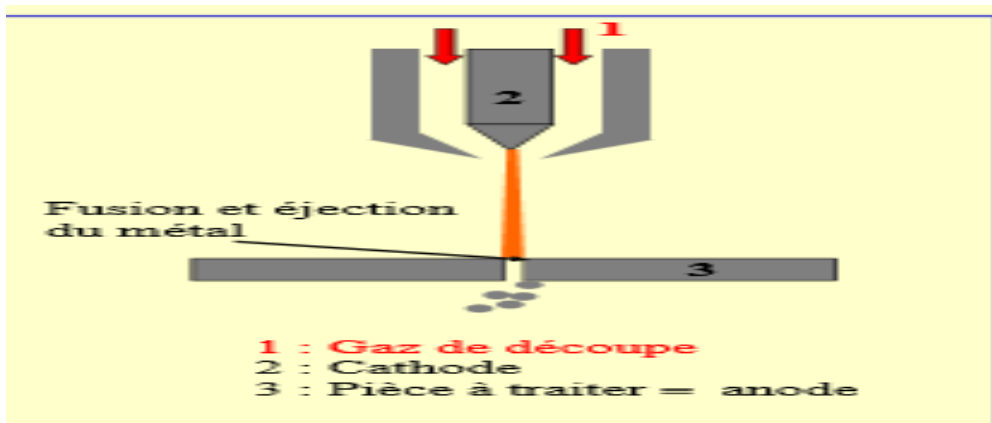 1
2
Fusion et éjection
du métal
3
1 : Gaz de découpe
2 : Cathode
3 : Pièce à traiter = anode